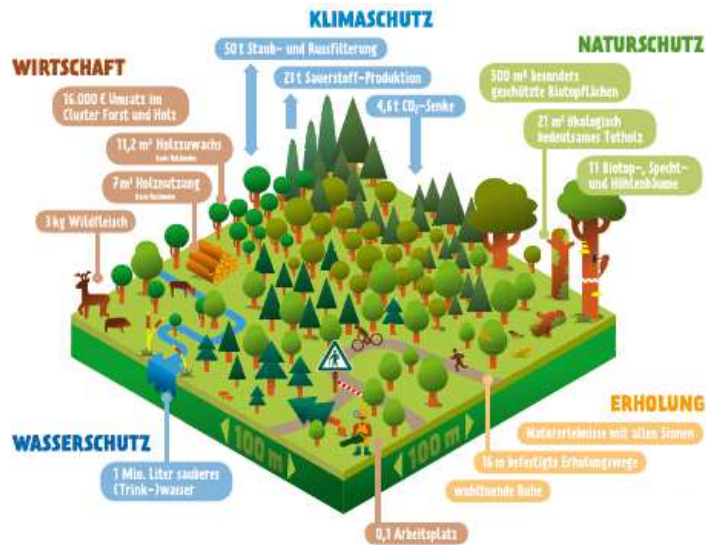 KLIMASCHUTZ
50 t Staub- und Russfilterung
23 t Sauerstoff-Produktion
4,6 t CO₂-Senke
NATURSCHUTZ
500 m² besonders
geschützte Biotopflächen
21 m³ ökologisch
bedeutsames Totholz
11 Biotop-, Specht-
und Höhlenbäume
WIRTSCHAFT
16.000 € Umsatz im
Cluster Forst und Holz
11,2 m³ Holzzuwachs
7 m³ Holznutzung
3 kg Wildfleisch
WASSERSCHUTZ
1 Mio. Liter sauberes
(Trink-)wasser
100 m
100 m
ERHOLUNG
Naturerlebnisse mit allen Sinnen
16 m befestigte Erholungswege
wohltuende Ruhe
0,1 Arbeitsplatz